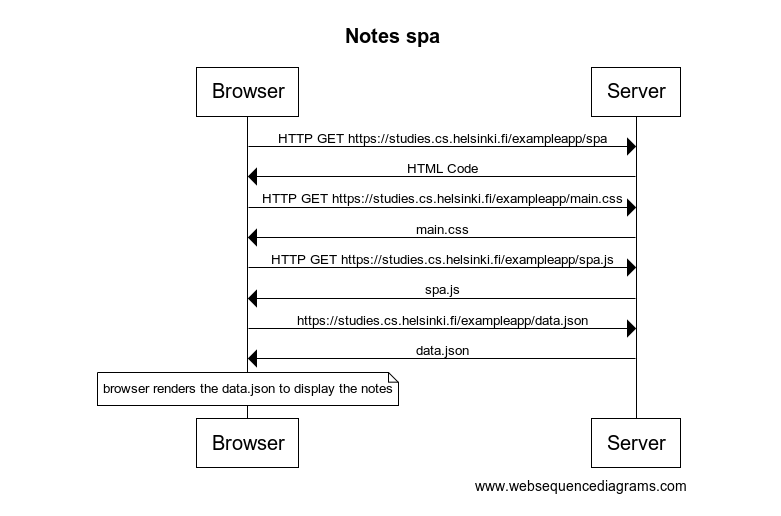 Notes spa
Browser
Server
HTTP GET https://studies.cs.helsinki.fi/exampleapp/spa
HTML Code
HTTP GET https://studies.cs.helsinki.fi/exampleapp/main.css
main.css
HTTP GET https://studies.cs.helsinki.fi/exampleapp/spa.js
spa.js
https://studies.cs.helsinki.fi/exampleapp/data.json
data.json
browser renders the data.json to display the notes
Browser
Server
www.websequencediagrams.com